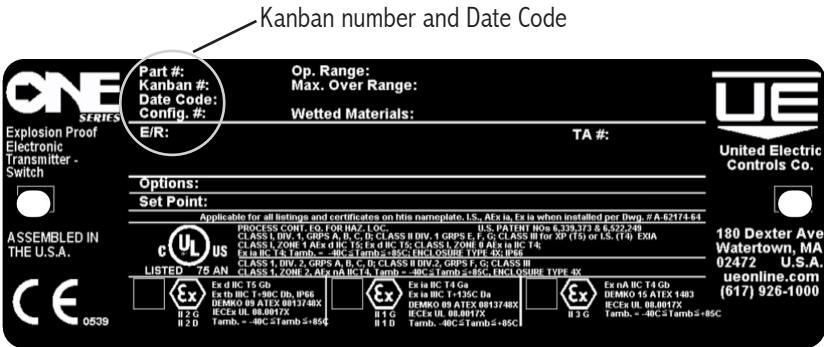 Kanban number and Date Code
ONE
SERIES
Explosion Proof
Electronic
Transmitter -
Switch
Part #:
Kanban #:
Date Code:
Config. #:
E/R:
Op. Range:
Max. Over Range:
Wetted Materials:
TA #:
UE
United Electric
Controls Co.
Options:
Set Point:
Applicable for all listings and certificates on htis nameplate. I.S., AEx ia, Ex ia when installed per Dwg. # A-62174-64
ASSEMBLED IN
THE U.S.A.
C UL US
LISTED 75 AN
PROCESS CONT. EQ. FOR HAZ. LOC. U.S. PATENT NOs 6,339,373 & 6,522,249
CLASS I, DIV. 1, GRPS A, B, C, D; CLASS II DIV. 1 GRPS E, F, G; CLASS III for XP (T5) or I.S. (T4) EXIA
CLASS I, ZONE 1 AEx d IIC T5; Ex d IIC T5; CLASS I, ZONE 0 AEx ia IIC T4;
Ex ia IIC T4; Tamb. = -40C≤Tamb≤+85C; ENCLOSURE TYPE 4X; IP66
CLASS 1, DIV. 2, GRPS A, B, C, D; CLASS II DIV.2, GRPS F, G; CLASS III
CLASS 1, ZONE 2, AEx nA IICT4, Tamb = -40C≤Tamb≤+85C, ENCLOSURE TYPE 4X
180 Dexter Ave
Watertown, MA
02472 U.S.A.
ueonline.com
(617) 926-1000
CE 0539
Ex
II 2 G
II 2 D
Ex d IIC T5 Gb
Ex tb IIIC T+90C Db, IP66
DEMKO 09 ATEX 0813748X
IECEx UL 08.0017X
Tamb. = -40C≤Tamb≤+85C
Ex
II 1 G
II 1 D
Ex ia IIC T4 Ga
Ex ia IIIC T+135C Da
DEMKO 09 ATEX 0813748X
IECEx UL 08.0017X
Tamb. -40C≤Tamb≤+85C
Ex
II 3 G
Ex nA IIC T4 Gb
DEMKO 15 ATEX 1483
IECEx UL 08.0017X
Tamb = -40C≤Tamb≤+85C